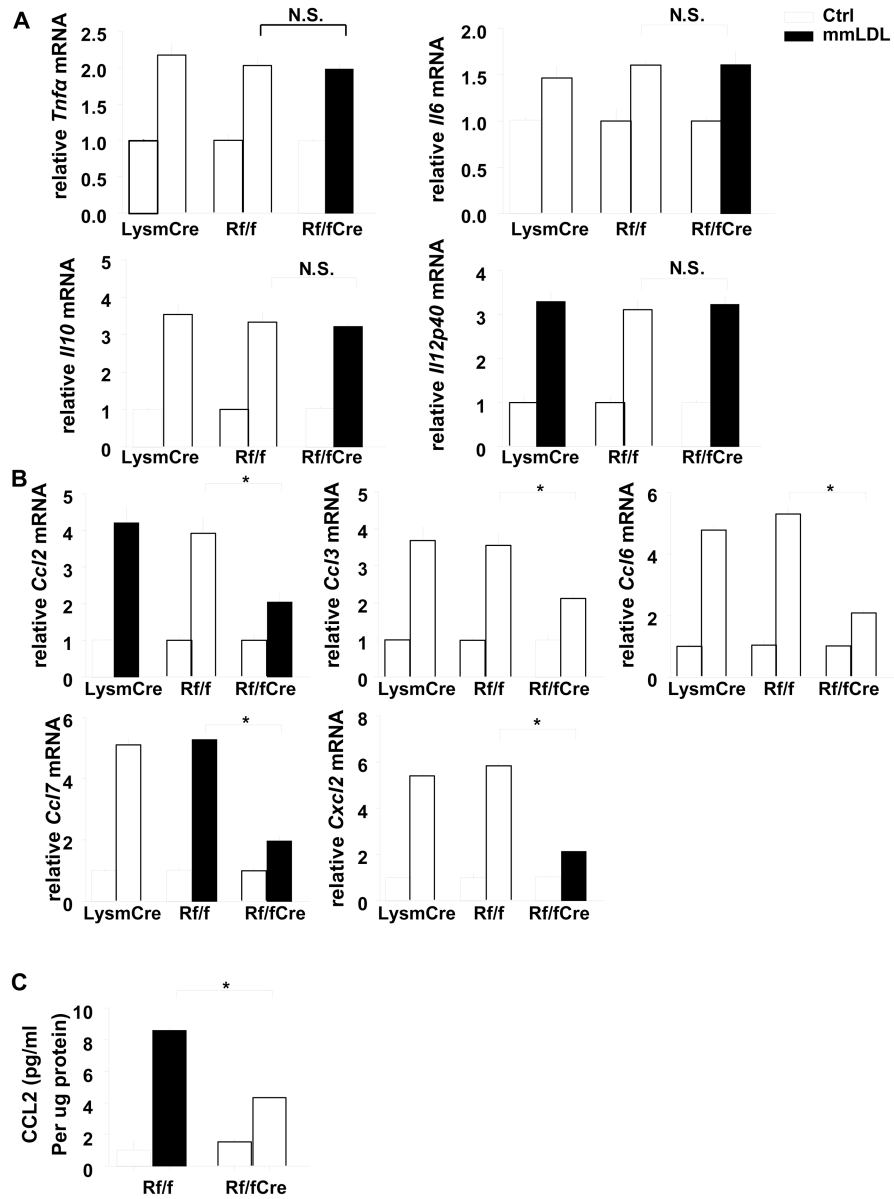 A
N.S.
N.S.
Ctrl
mmLDL
relative Tnfα mRNA
2.5
2.0
1.5
1.0
0.5
0.0
LysmCre Rf/f Rf/fCre
relative Il6 mRNA
2.0
1.5
1.0
0.5
0.0
LysmCre Rf/f Rf/fCre
N.S.
relative Il10 mRNA
5
4
3
2
1
0
LysmCre Rf/f Rf/fCre
N.S.
relative Il12p40 mRNA
4
3
2
1
0
LysmCre Rf/f Rf/fCre
B
*
relative Ccl2 mRNA
5
4
3
2
1
0
LysmCre Rf/f Rf/fCre
*
relative Ccl3 mRNA
5
4
3
2
1
0
LysmCre Rf/f Rf/fCre
*
relative Ccl6 mRNA
6
4
2
0
LysmCre Rf/f Rf/fCre
*
relative Ccl7 mRNA
6
4
2
0
LysmCre Rf/f Rf/fCre
*
relative Cxcl2 mRNA
8
6
4
2
0
LysmCre Rf/f Rf/fCre
C
*
CCL2 (pg/ml
Per ug protein)
10
8
6
4
2
0
Rf/f Rf/fCre